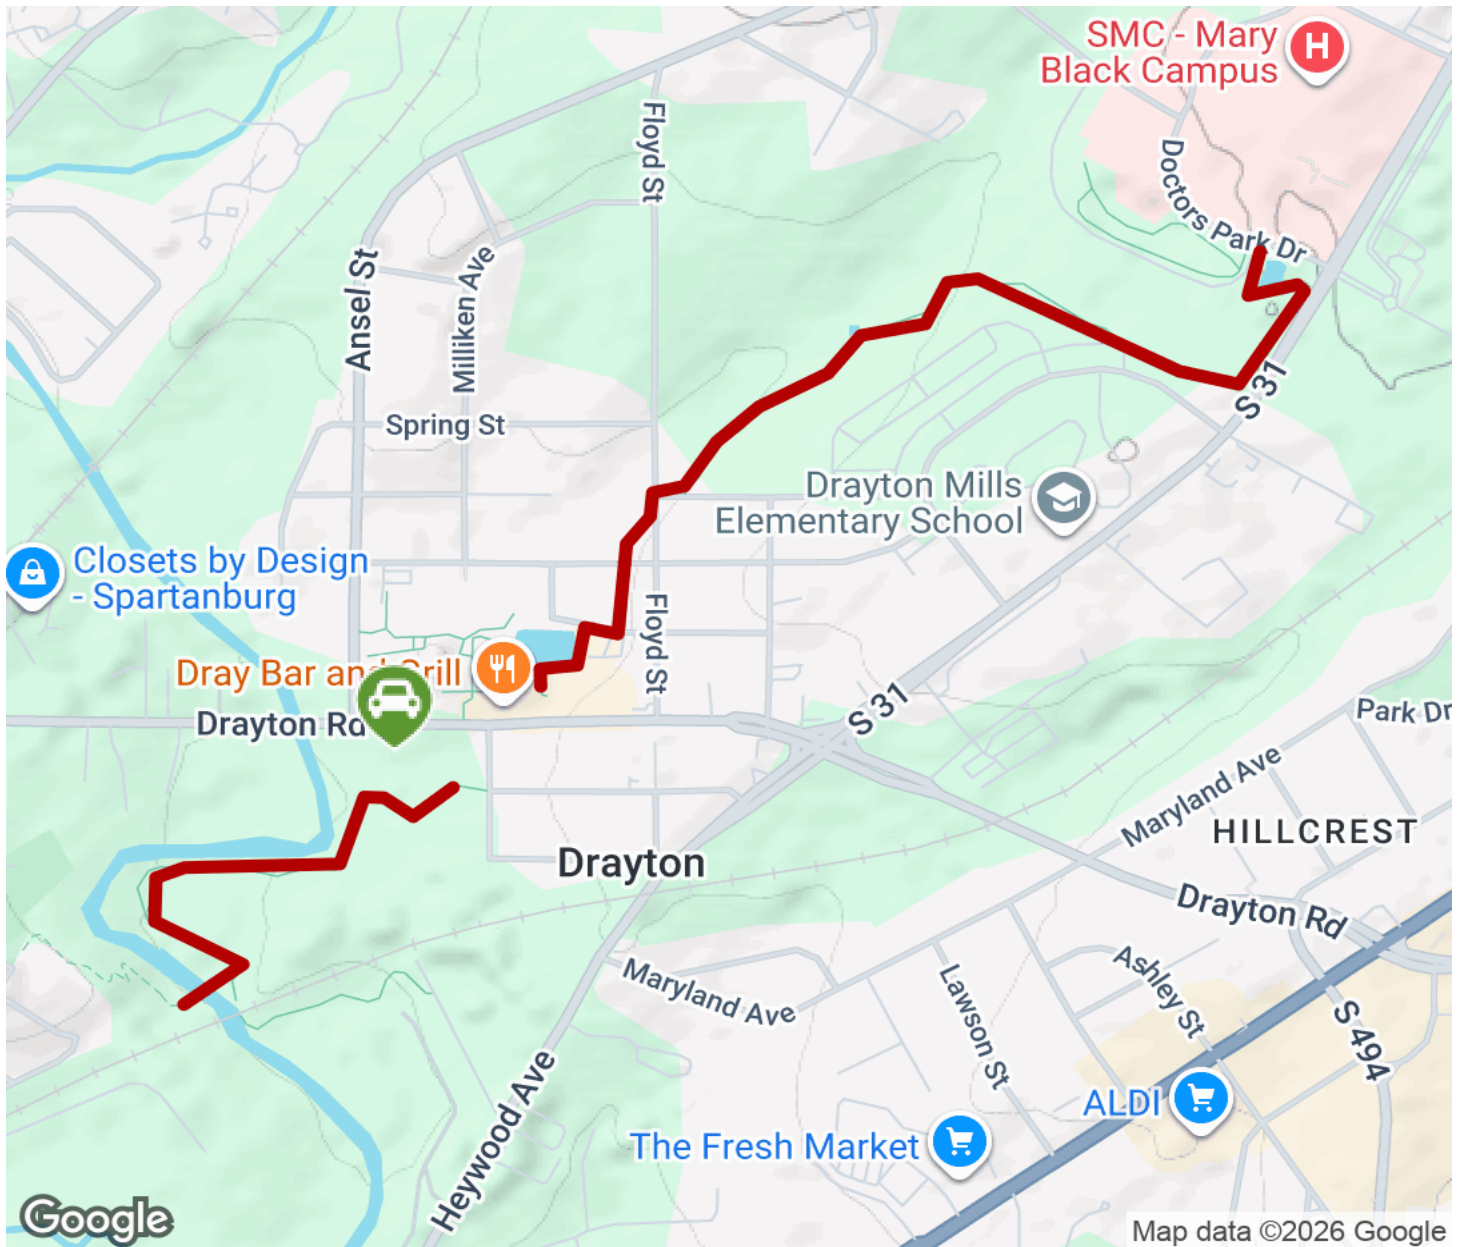 SMC - Mary
Black Campus
Floyd St
Doctors Park Dr
Ansel St
Milliken Ave
S 31
Spring St
Drayton Mills
Elementary School
Closets by Design
- Spartanburg
Floyd St
Dray Bar and Grill
Drayton Rd
S 31
Park Dr
Maryland Ave
HILLCREST
Drayton
Drayton Rd
Maryland Ave
Lawson St
Ashley St
S 494
Heywood Ave
ALDI
The Fresh Market
Google
Map data ©2026 Google